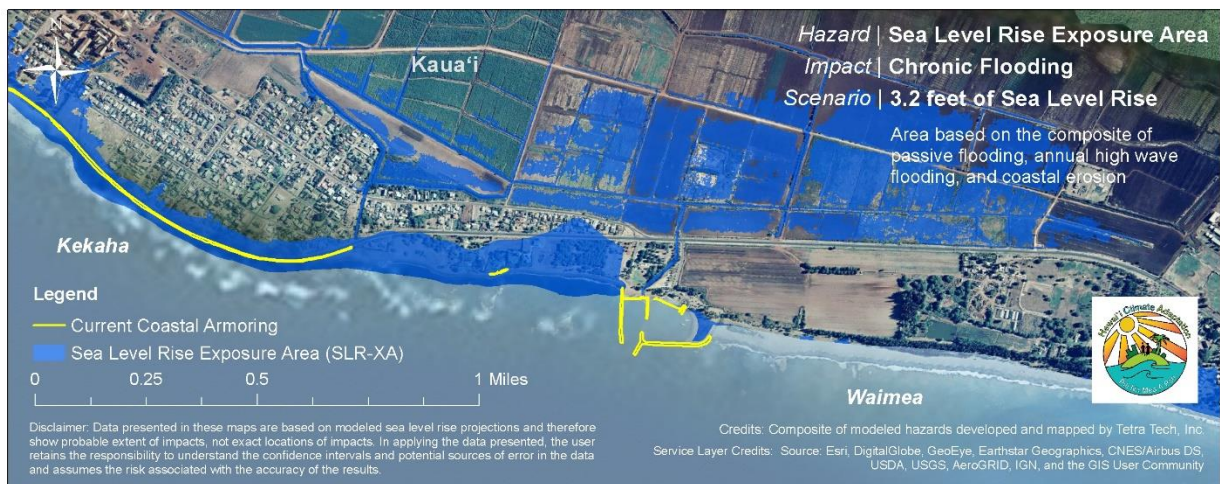 N
Kaua‘i
Hazard | Sea Level Rise Exposure Area
Impact | Chronic Flooding
Scenario | 3.2 feet of Sea Level Rise
Area based on the composite of
passive flooding, annual high wave
flooding, and coastal erosion
Kekaha
Legend
Current Coastal Armoring
Sea Level Rise Exposure Area (SLR-XA)
0 0.25 0.5 1 Miles
Waimea
Hawai‘i Climate Adaptation
Disclaimer: Data presented in these maps are based on modeled sea level rise projections and therefore
show probable extent of impacts, not exact locations of impacts. In applying the data presented, the user
retains the responsibility to understand the confidence intervals and potential sources of error in the data
and assumes the risk associated with the accuracy of the results.
Credits: Composite of modeled hazards developed and mapped by Tetra Tech, Inc.
Service Layer Credits: Source: Esri, DigitalGlobe, GeoEye, Earthstar Geographics, CNES/Airbus DS,
USDA, USGS, AeroGRID, IGN, and the GIS User Community